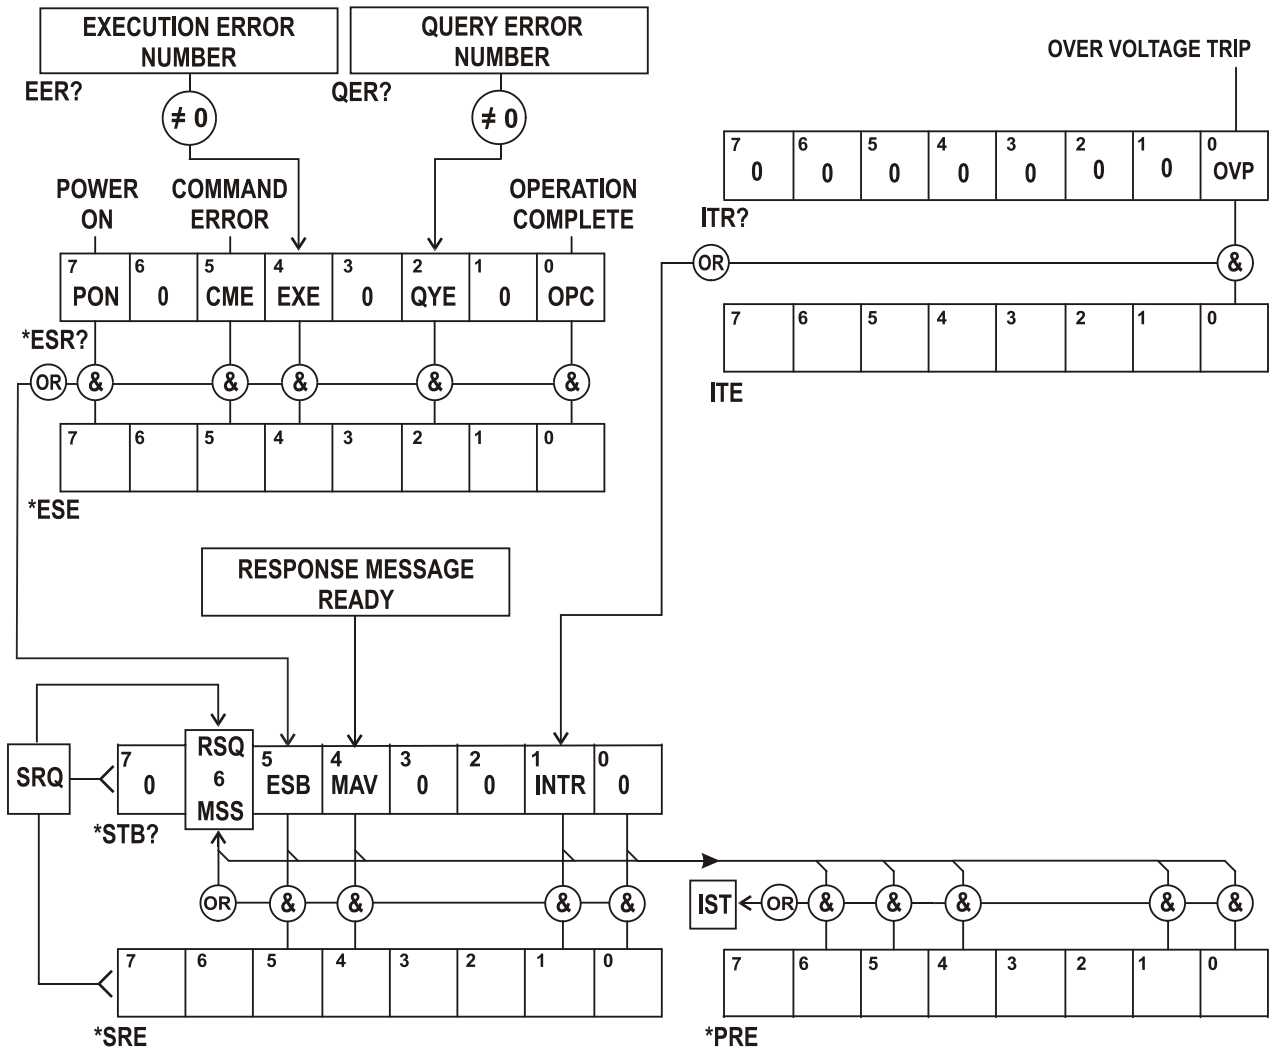 EXECUTION ERROR
NUMBER
QUERY ERROR
NUMBER
OVER VOLTAGE TRIP
EER?
QER?
≠ 0
≠ 0
7 6 5 4 3 2 1 0
0 0 0 0 0 0 0 OVP
ITR?
POWER
ON
COMMAND
ERROR
OPERATION
COMPLETE
7 6 5 4 3 2 1 0
PON 0 CME EXE 0 QYE 0 OPC
*ESR?
OR & & & & &
7 6 5 4 3 2 1 0
*ESE
OR &
7 6 5 4 3 2 1 0
ITE
RESPONSE MESSAGE
READY
SRQ
7 5 4 3 2 1 0
RSQ
6
MSS
0 ESB MAV 0 0 INTR 0
*STB?
OR & & & &
IST OR & & & & &
7 6 5 4 3 2 1 0
*SRE
7 6 5 4 3 2 1 0
*PRE